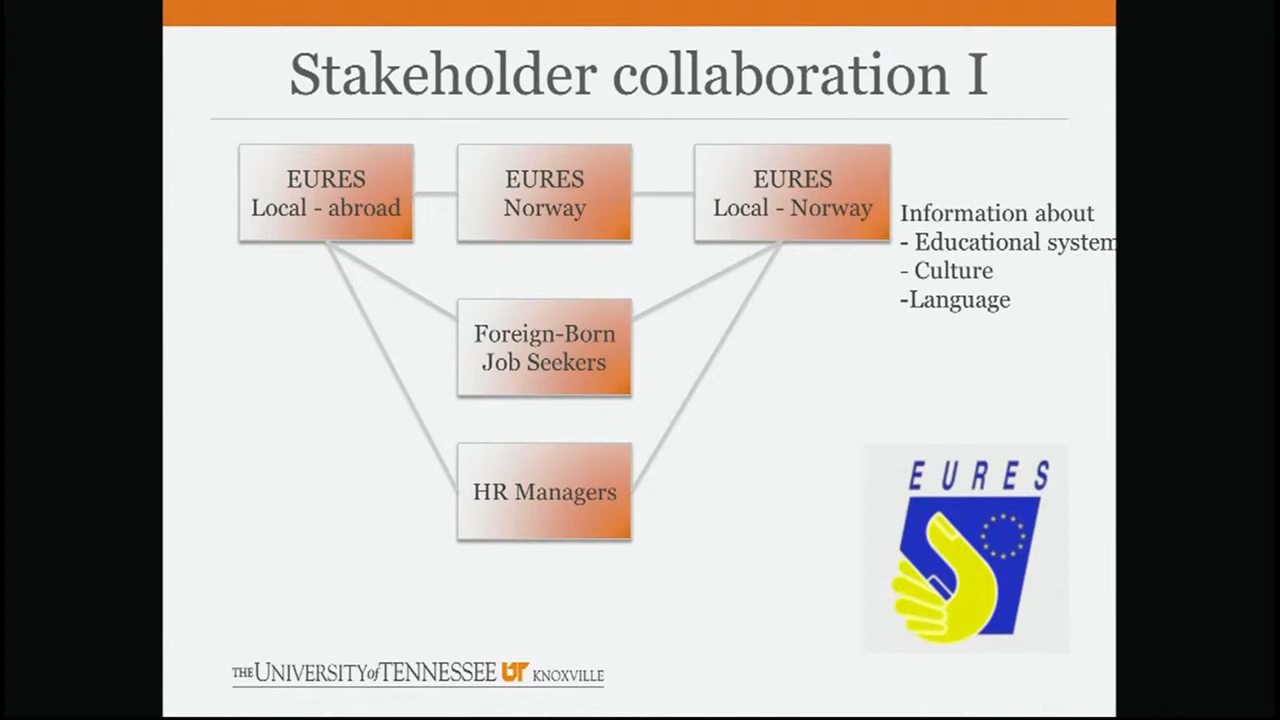 Stakeholder collaboration I
EURES
Local - abroad
EURES
Norway
EURES
Local - Norway
Information about
- Educational system
- Culture
-Language
Foreign-Born
Job Seekers
HR Managers
EURES
THE UNIVERSITY of TENNESSEE UT KNOXVILLE